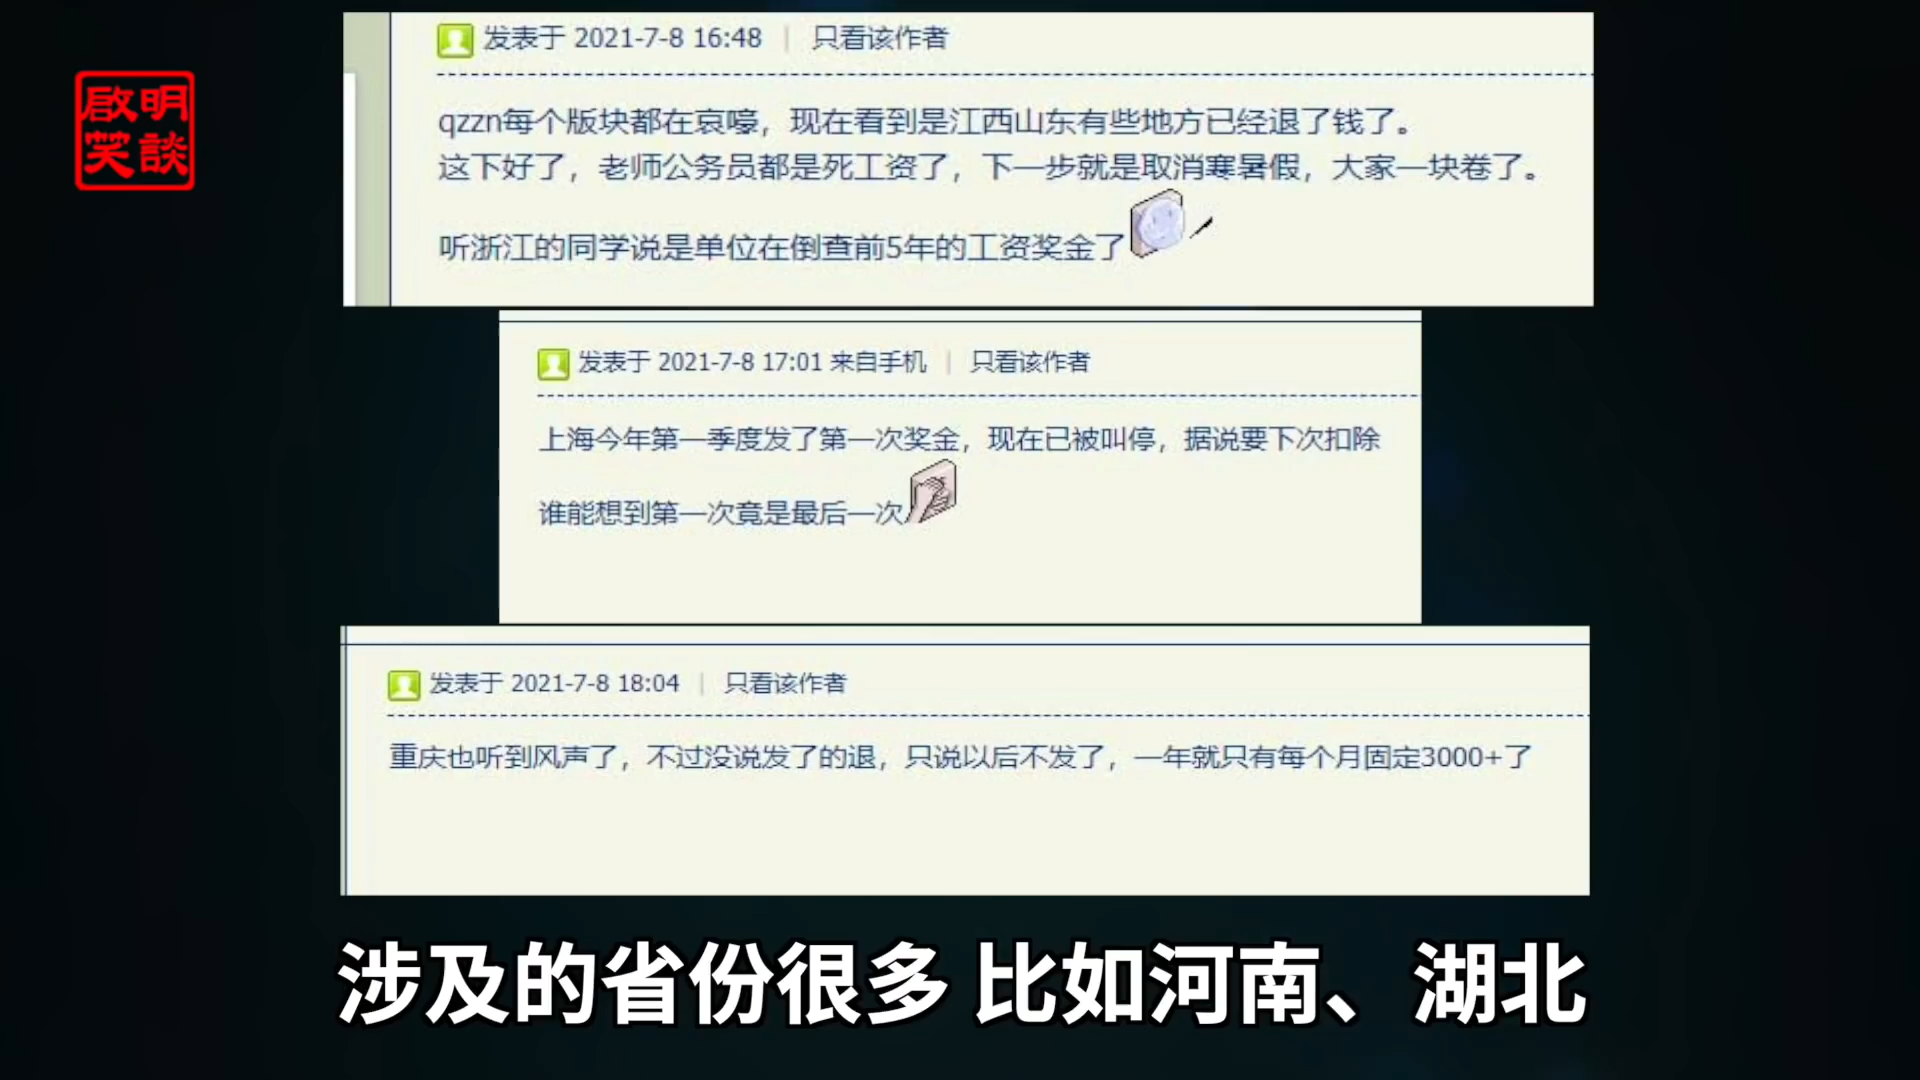 啟明
笑談
发表于 2021-7-8 16:48 | 只看该作者
qzzn每个版块都在哀嚎，现在看到是江西山东有些地方已经退了钱了。
这下好了，老师公务员都是死工资了，下一步就是取消寒暑假，大家一块卷了。
听浙江的同学说是单位在倒查前5年的工资奖金了
发表于 2021-7-8 17:01 来自手机 | 只看该作者
上海今年第一季度发了第一次奖金，现在已被叫停，据说要下次扣除
谁能想到第一次竟是最后一次
发表于 2021-7-8 18:04 | 只看该作者
重庆也听到风声了，不过没说发了的退，只说以后不发了，一年就只有每个月固定3000+了
涉及的省份很多 比如河南、湖北